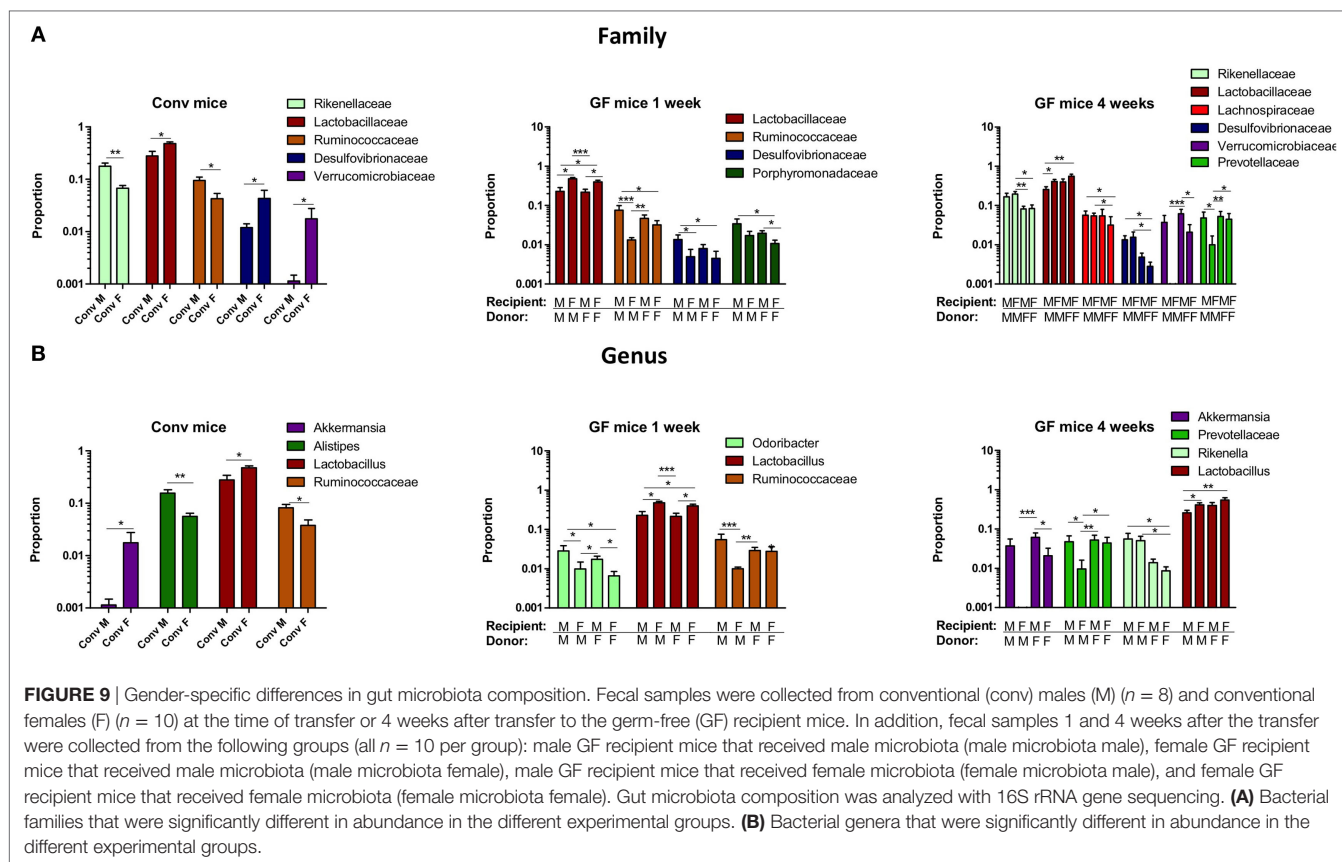 A
Family
Conv mice
Rikenellaceae
Lactobacillaceae
Ruminococcaceae
Desulfovibrionaceae
Verrucomicrobiaceae
Proportion
1
0.1
0.01
0.001
** * * * *
Conv M Conv F Conv M Conv F Conv M Conv F Conv M Conv F Conv M Conv F
GF mice 1 week
Lactobacillaceae
Ruminococcaceae
Desulfovibrionaceae
Porphyromonadaceae
Proportion
1
0.1
0.01
0.001
***
*
* *
*
*** **
*
*
*
*
Recipient: M F M F M F M F M F M F M F M F
Donor: M M F F M M F F M M F F M M F F
GF mice 4 weeks
Rikenellaceae
Lactobacillaceae
Lachnospiraceae
Desulfovibrionaceae
Verrucomicrobiaceae
Prevotellaceae
Proportion
1
0.1
0.01
0.001
*
**
**
*
*
*
*
*
*
***
*
*
**
Recipient: MFMF MFMF MFMF MFMF MFMF MFMF
Donor: MMFF MMFF MMFF MMFF MMFF MMFF
B
Genus
Conv mice
Akkermansia
Alistipes
Lactobacillus
Ruminococcaceae
Proportion
1
0.1
0.01
0.001
* ** * *
Conv M Conv F Conv M Conv F Conv M Conv F Conv M Conv F
GF mice 1 week
Odoribacter
Lactobacillus
Ruminococcaceae
Proportion
10
1
0.1
0.01
0.001
*
* * *
***
*
* *
*** **
Recipient: M F M F M F M F M F M F
Donor: M M F F M M F F M M F F
GF mice 4 weeks
Akkermansia
Prevotellaceae
Rikenella
Lactobacillus
Proportion
10
1
0.1
0.01
0.001
*** *
*
* **
*
*
**
*
Recipient: M F M F M F M F M F M F M F M F
Donor: M M F F M M F F M M F F M M F F
FIGURE 9 | Gender-specific differences in gut microbiota composition. Fecal samples were collected from conventional (conv) males (M) (n = 8) and conventional
females (F) (n = 10) at the time of transfer or 4 weeks after transfer to the germ-free (GF) recipient mice. In addition, fecal samples 1 and 4 weeks after the transfer
were collected from the following groups (all n = 10 per group): male GF recipient mice that received male microbiota (male microbiota male), female GF recipient
mice that received male microbiota (male microbiota female), male GF recipient mice that received female microbiota (female microbiota male), and female GF
recipient mice that received female microbiota (female microbiota female). Gut microbiota composition was analyzed with 16S rRNA gene sequencing. (A) Bacterial
families that were significantly different in abundance in the different experimental groups. (B) Bacterial genera that were significantly different in abundance in the
different experimental groups.